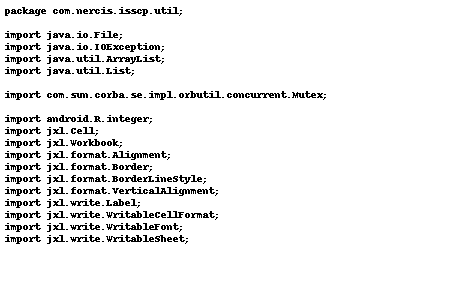 package com.nercis.isscp.util;
import java.io.File;
import java.io.IOException;
import java.util.ArrayList;
import java.util.List;
import com.sun.corba.se.impl.orbutil.concurrent.Mutex;
import android.R.integer;
import jxl.Cell;
import jxl.Workbook;
import jxl.format.Alignment;
import jxl.format.Border;
import jxl.format.BorderLineStyle;
import jxl.format.VerticalAlignment;
import jxl.write.Label;
import jxl.write.WritableCellFormat;
import jxl.write.WritableFont;
import jxl.write.WritableSheet;